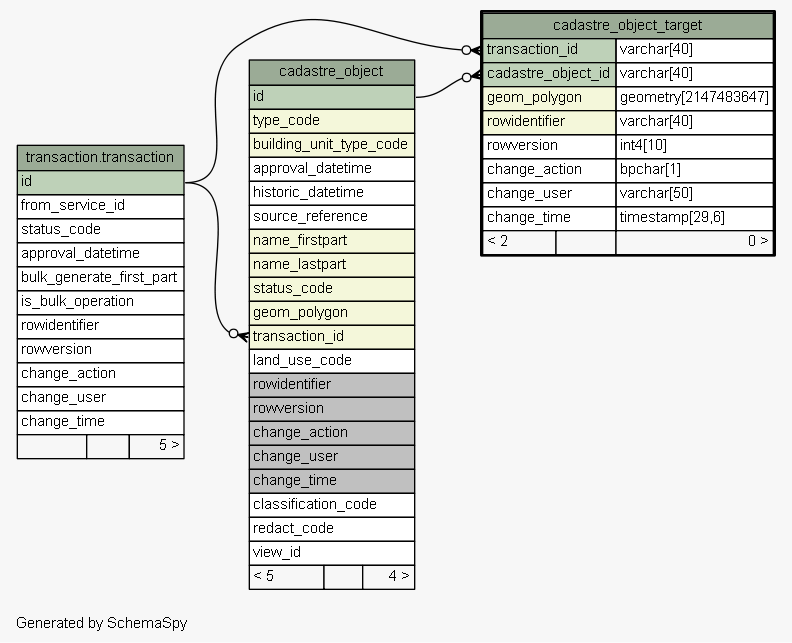 cadastre_object_target
transaction_id varchar[40]
cadastre_object_id varchar[40]
geom_polygon geometry[2147483647]
rowidentifier varchar[40]
rowversion int4[10]
change_action bpchar[1]
change_user varchar[50]
change_time timestamp[29,6]
< 2 0 >
cadastre_object
id
type_code
building_unit_type_code
approval_datetime
historic_datetime
source_reference
name_firstpart
name_lastpart
status_code
geom_polygon
transaction_id
land_use_code
rowidentifier
rowversion
change_action
change_user
change_time
classification_code
redact_code
view_id
< 5 4 >
transaction.transaction
id
from_service_id
status_code
approval_datetime
bulk_generate_first_part
is_bulk_operation
rowidentifier
rowversion
change_action
change_user
change_time
5 >
Generated by SchemaSpy